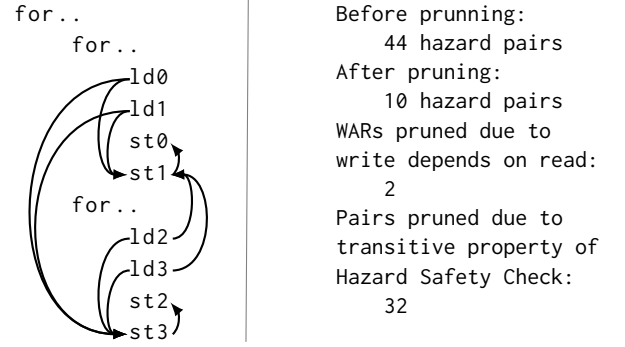 for..
for..
ld0
ld1
st0
st1
for..
ld2
ld3
st2
st3
Before prunning:
44 hazard pairs
After pruning:
10 hazard pairs
WARs pruned due to
write depends on read:
2
Pairs pruned due to
transitive property of
Hazard Safety Check:
32